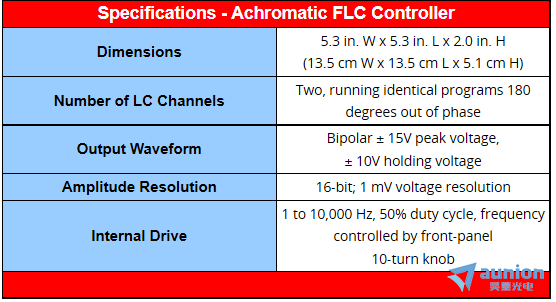 Specifications - Achromatic FLC Controller
Dimensions
5.3 in. W x 5.3 in. L x 2.0 in. H
(13.5 cm W x 13.5 cm L x 5.1 cm H)
Number of LC Channels
Two, running identical programs 180
degrees out of phase
Output Waveform
Bipolar ± 15V peak voltage,
± 10V holding voltage
Amplitude Resolution
16-bit; 1 mV voltage resolution
Internal Drive
1 to 10,000 Hz, 50% duty cycle, frequency
controlled by front-panel
10-turn knob
aunion
昊量光电